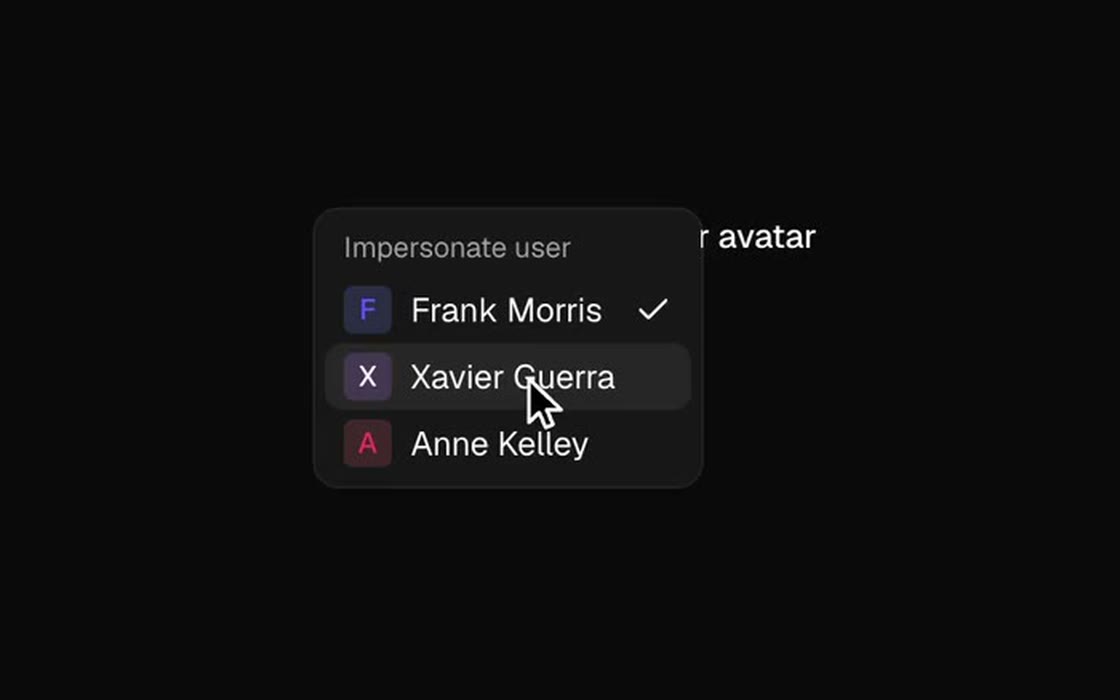 Impersonate user
r avatar
F Frank Morris
X Xavier Guerra
A Anne Kelley